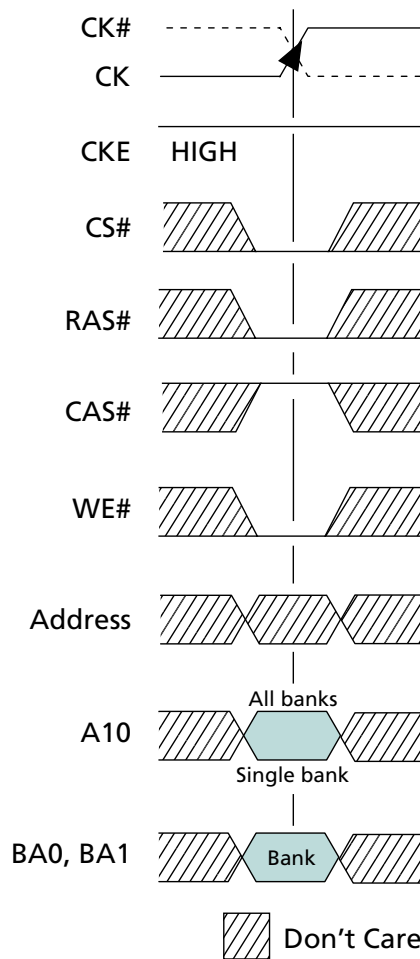 CK#
CK
CKE HIGH
CS#
RAS#
CAS#
WE#
Address
All banks
A10
Single bank
BA0, BA1 Bank
Don't Care